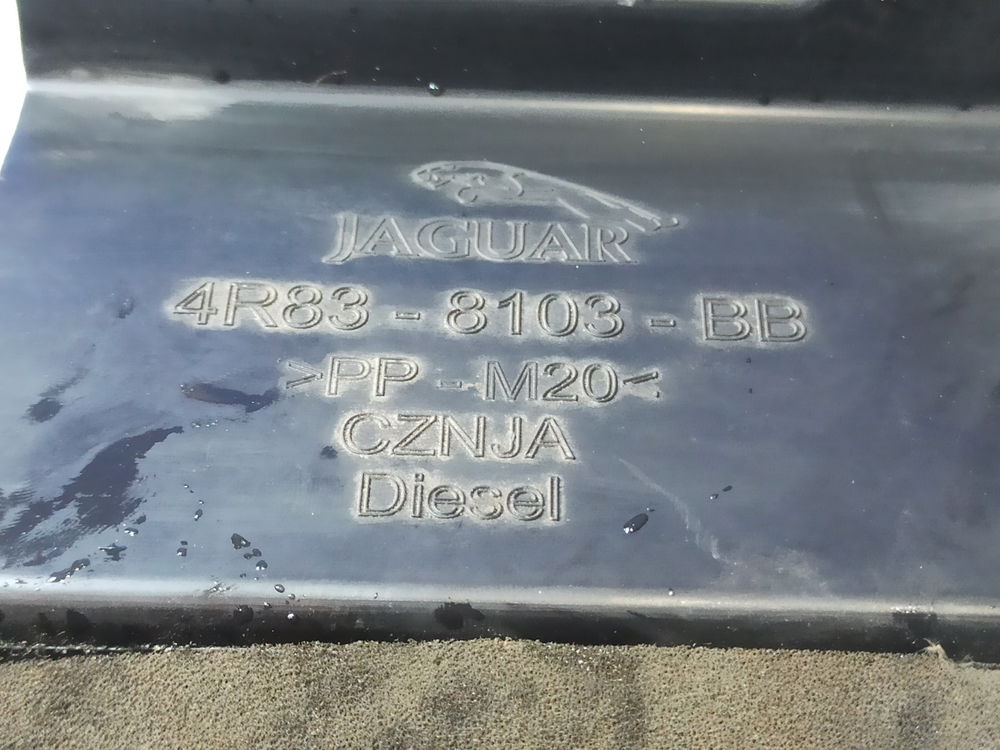 JAGUAR
4R83 - 8103 - BB
>PP - M20<
CZNJA
Diesel